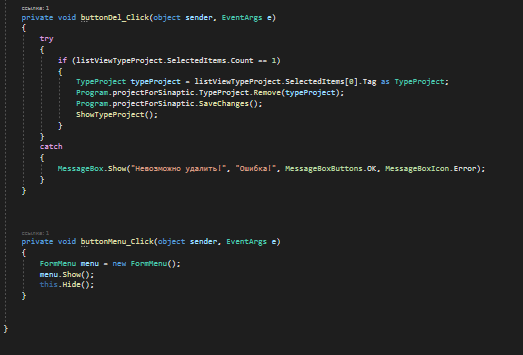 ссылка: 1
private void buttonDel_Click(object sender, EventArgs e)
{
try
{
if (listViewTypeProject.SelectedItems.Count == 1)
{
TypeProject typeProject = listViewTypeProject.SelectedItems[0].Tag as TypeProject;
Program.projectForSinaptic.TypeProject.Remove(typeProject);
Program.projectForSinaptic.SaveChanges();
ShowTypeProject();
}
}
catch
{
MessageBox.Show("Невозможно удалить!", "Ошибка!", MessageBoxButtons.OK, MessageBoxIcon.Error);
}
}
ссылка: 1
private void buttonMenu_Click(object sender, EventArgs e)
{
FormMenu menu = new FormMenu();
menu.Show();
this.Hide();
}
}